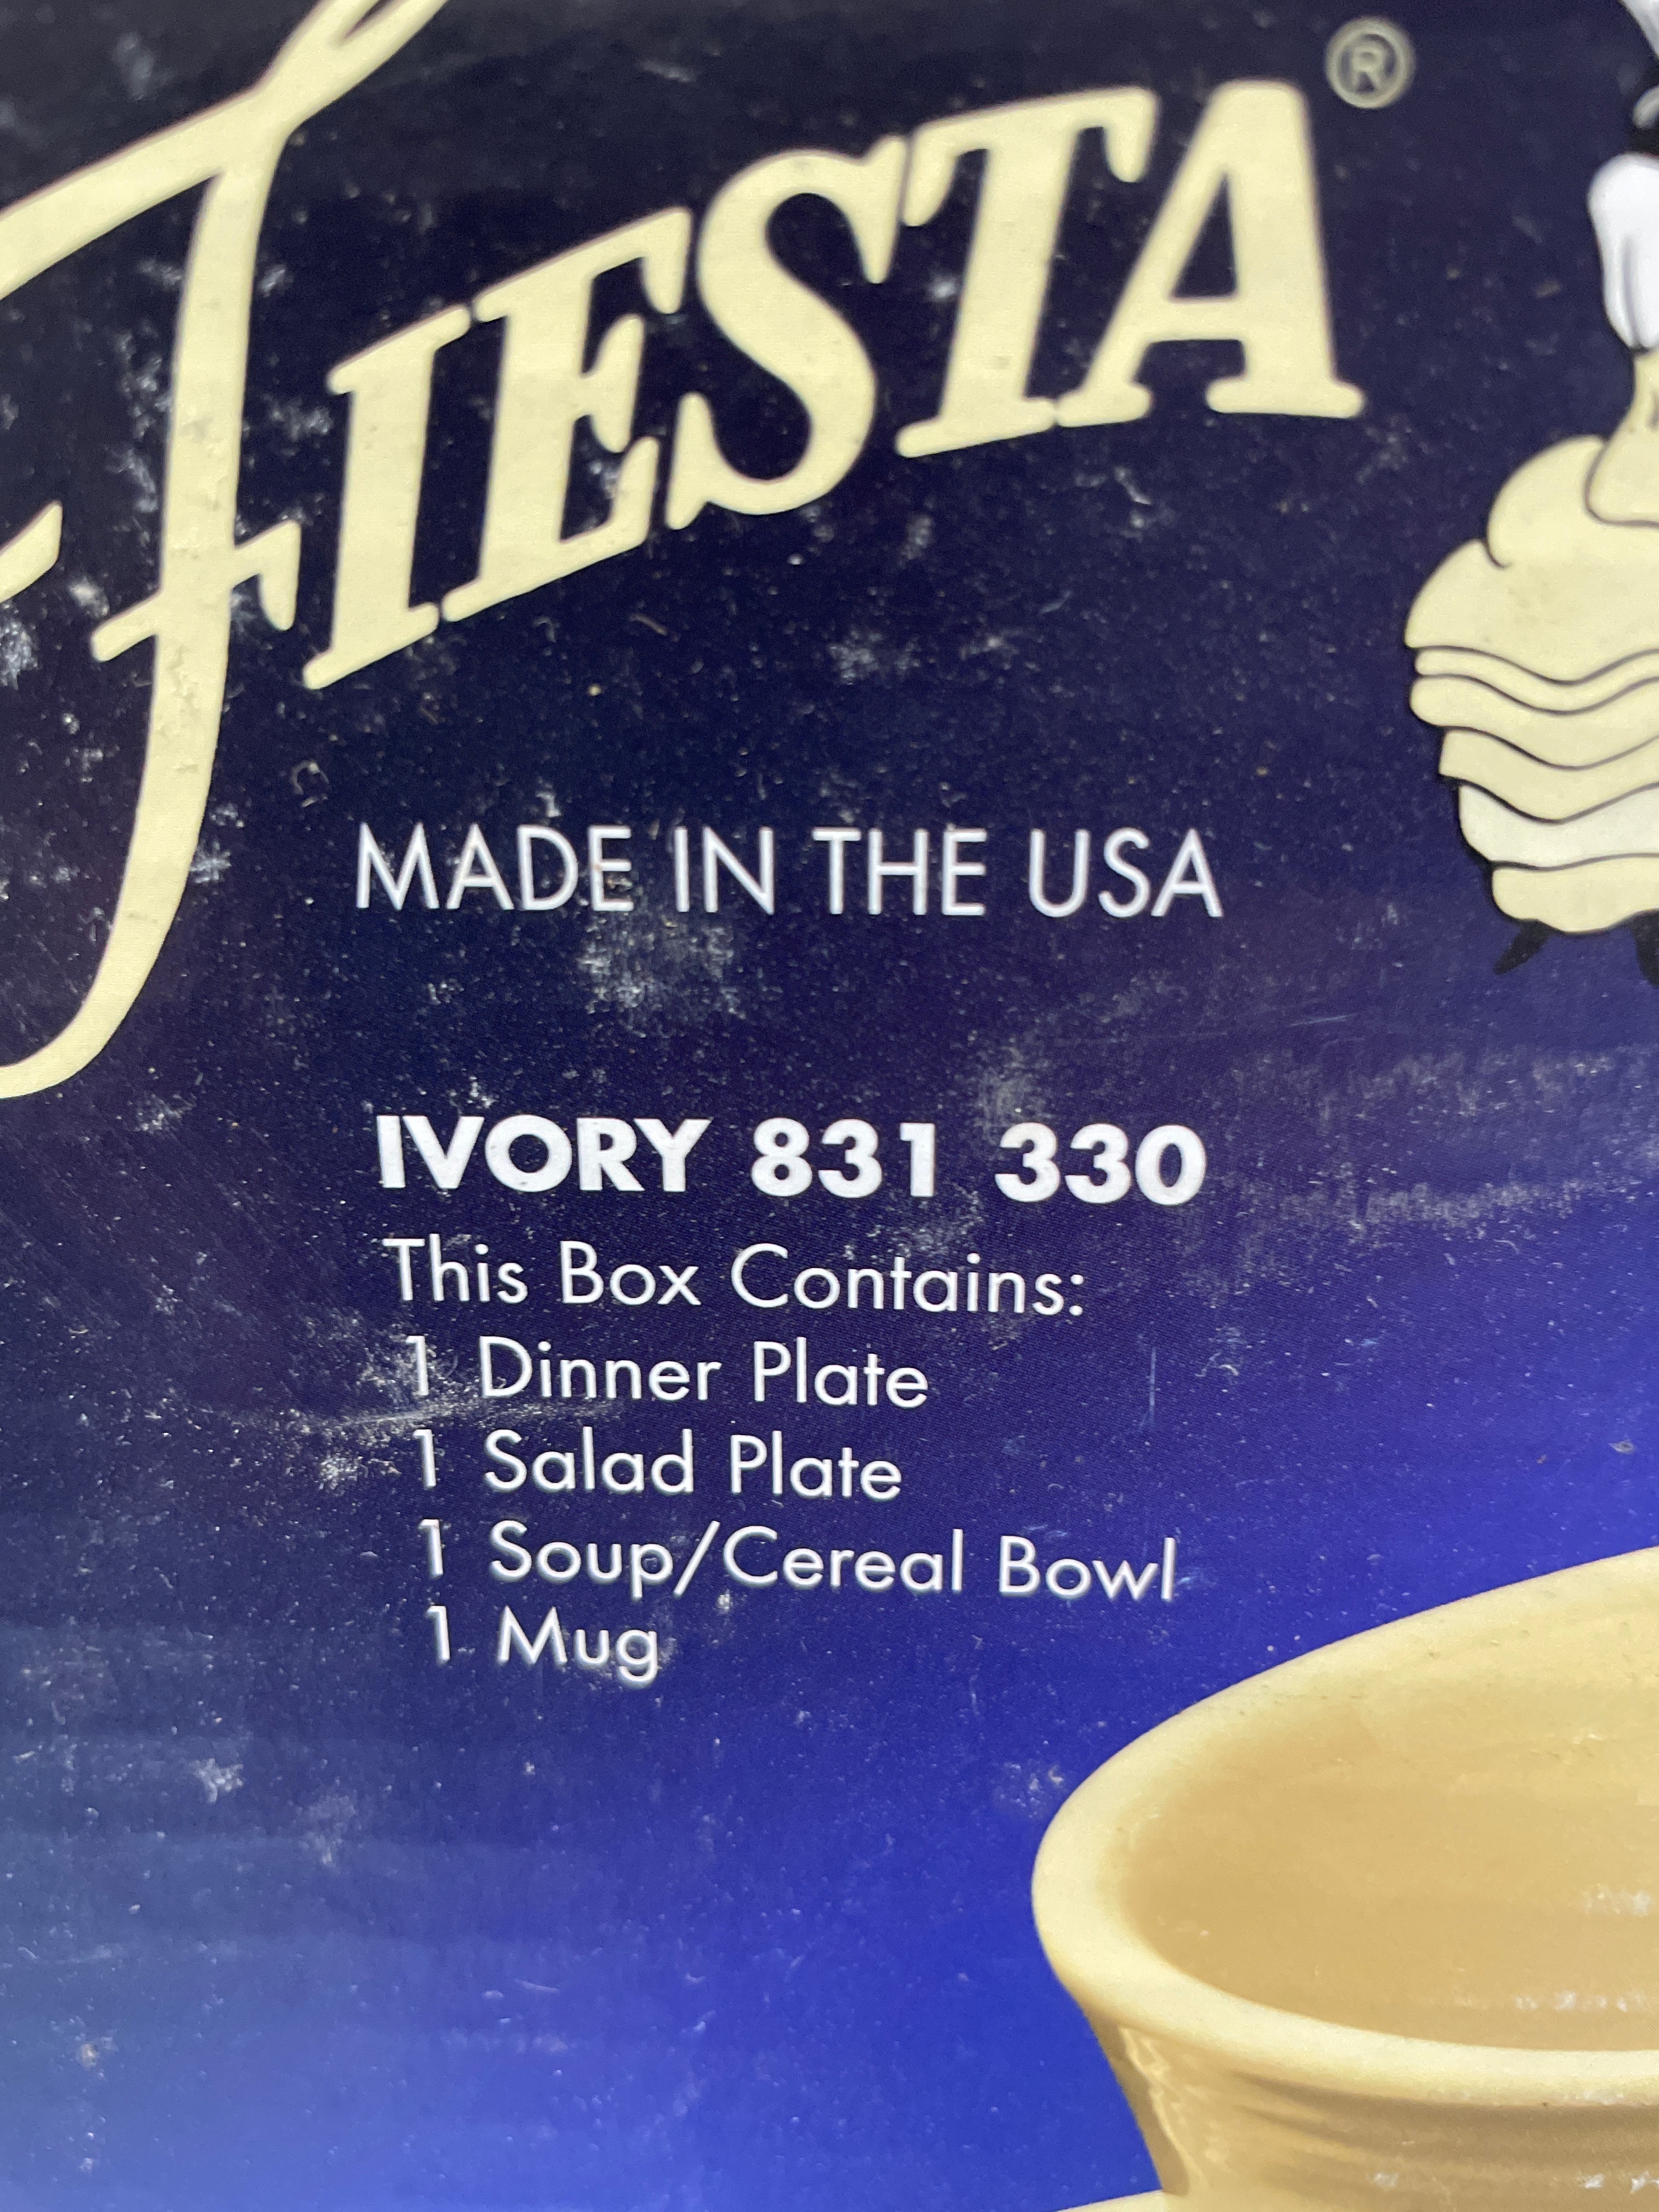 FIESTA®
MADE IN THE USA
IVORY 831 330
This Box Contains:
1 Dinner Plate
1 Salad Plate
1 Soup/Cereal Bowl
1 Mug